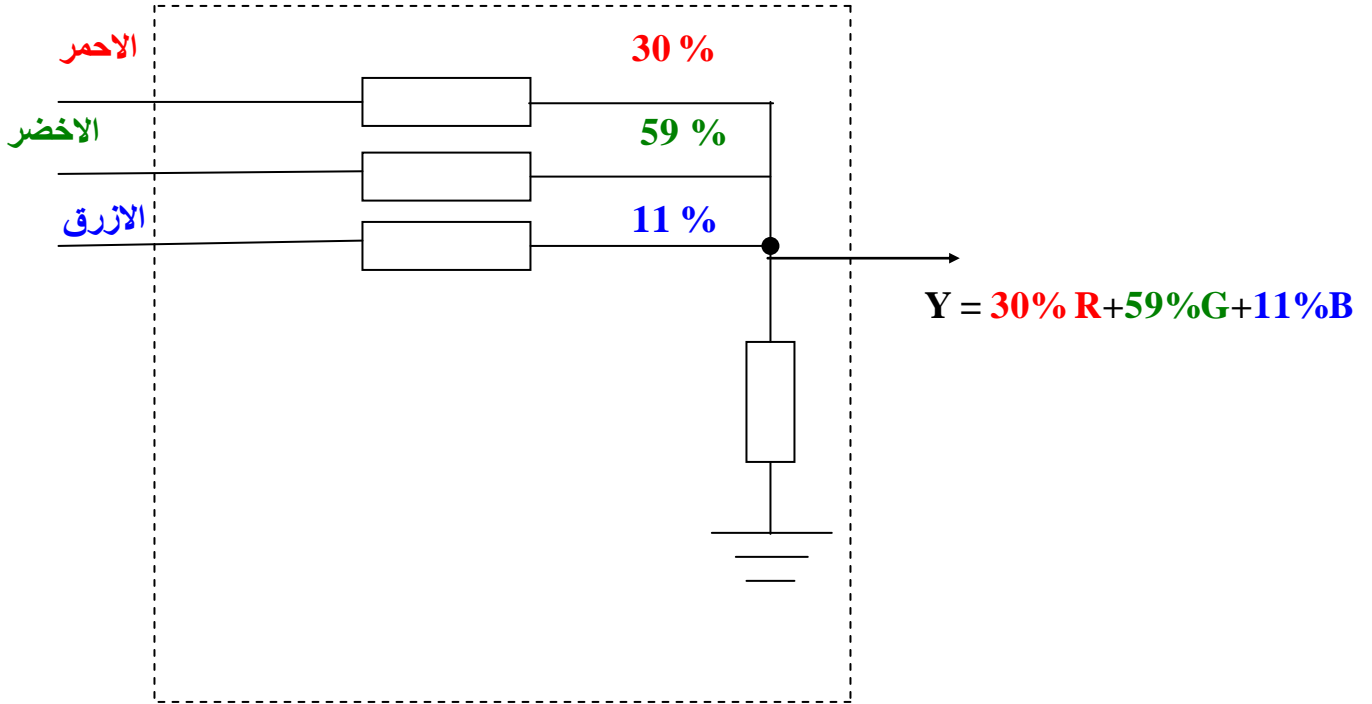 الاحمر 30 %
الاخضر 59 %
الازرق 11 %
Y = 30% R+59%G+11%B